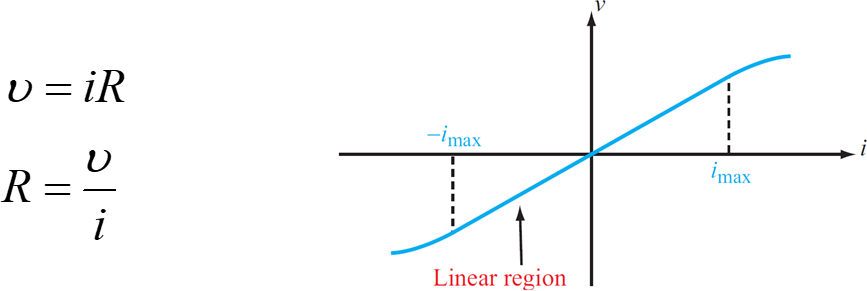 υ = iR
R = υ/i
v
−i_max
i
i_max
Linear region